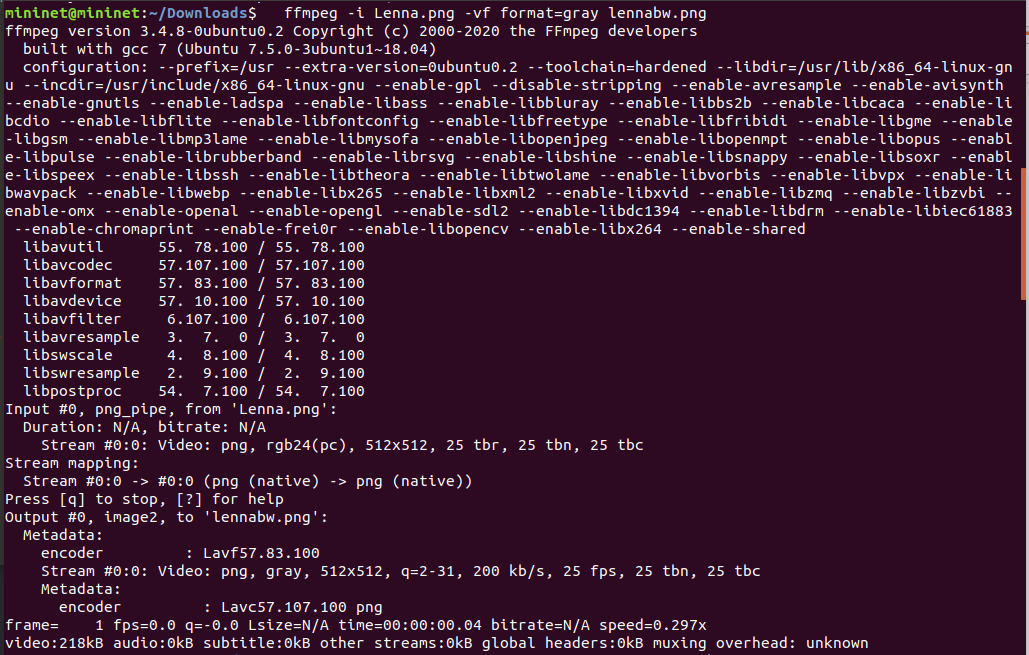 mininet@mininet:~/Downloads$   ffmpeg -i Lenna.png -vf format=gray lennabw.png
ffmpeg version 3.4.8-0ubuntu0.2 Copyright (c) 2000-2020 the FFmpeg developers
  built with gcc 7 (Ubuntu 7.5.0-3ubuntu1~18.04)
  configuration: --prefix=/usr --extra-version=0ubuntu0.2 --toolchain=hardened --libdir=/usr/lib/x86_64-linux-gn
u --incdir=/usr/include/x86_64-linux-gnu --enable-gpl --disable-stripping --enable-avresample --enable-avisynth
--enable-gnutls --enable-ladspa --enable-libass --enable-libbluray --enable-libbs2b --enable-libcaca --enable-li
bcdio --enable-libflite --enable-libfontconfig --enable-libfreetype --enable-libfribidi --enable-libgme --enable
-libgsm --enable-libmp3lame --enable-libmysofa --enable-libopenjpeg --enable-libopenmpt --enable-libopus --enabl
e-libpulse --enable-librubberband --enable-librsvg --enable-libshine --enable-libsnappy --enable-libsoxr --enabl
e-libspeex --enable-libssh --enable-libtheora --enable-libtwolame --enable-libvorbis --enable-libvpx --enable-li
bwavpack --enable-libwebp --enable-libx265 --enable-libxml2 --enable-libxvid --enable-libzmq --enable-libzvbi --
enable-omx --enable-openal --enable-opengl --enable-sdl2 --enable-libdc1394 --enable-libdrm --enable-libiec61883
 --enable-chromaprint --enable-frei0r --enable-libopencv --enable-libx264 --enable-shared
  libavutil      55. 78.100 / 55. 78.100
  libavcodec     57.107.100 / 57.107.100
  libavformat    57. 83.100 / 57. 83.100
  libavdevice    57. 10.100 / 57. 10.100
  libavfilter     6.107.100 /  6.107.100
  libavresample   3.  7.  0 /  3.  7.  0
  libswscale      4.  8.100 /  4.  8.100
  libswresample   2.  9.100 /  2.  9.100
  libpostproc    54.  7.100 / 54.  7.100
Input #0, png_pipe, from 'Lenna.png':
  Duration: N/A, bitrate: N/A
    Stream #0:0: Video: png, rgb24(pc), 512x512, 25 tbr, 25 tbn, 25 tbc
Stream mapping:
  Stream #0:0 -> #0:0 (png (native) -> png (native))
Press [q] to stop, [?] for help
Output #0, image2, to 'lennabw.png':
  Metadata:
    encoder         : Lavf57.83.100
    Stream #0:0: Video: png, gray, 512x512, q=2-31, 200 kb/s, 25 fps, 25 tbn, 25 tbc
    Metadata:
      encoder         : Lavc57.107.100 png
frame=    1 fps=0.0 q=-0.0 Lsize=N/A time=00:00:00.04 bitrate=N/A speed=0.297x
video:218kB audio:0kB subtitle:0kB other streams:0kB global headers:0kB muxing overhead: unknown